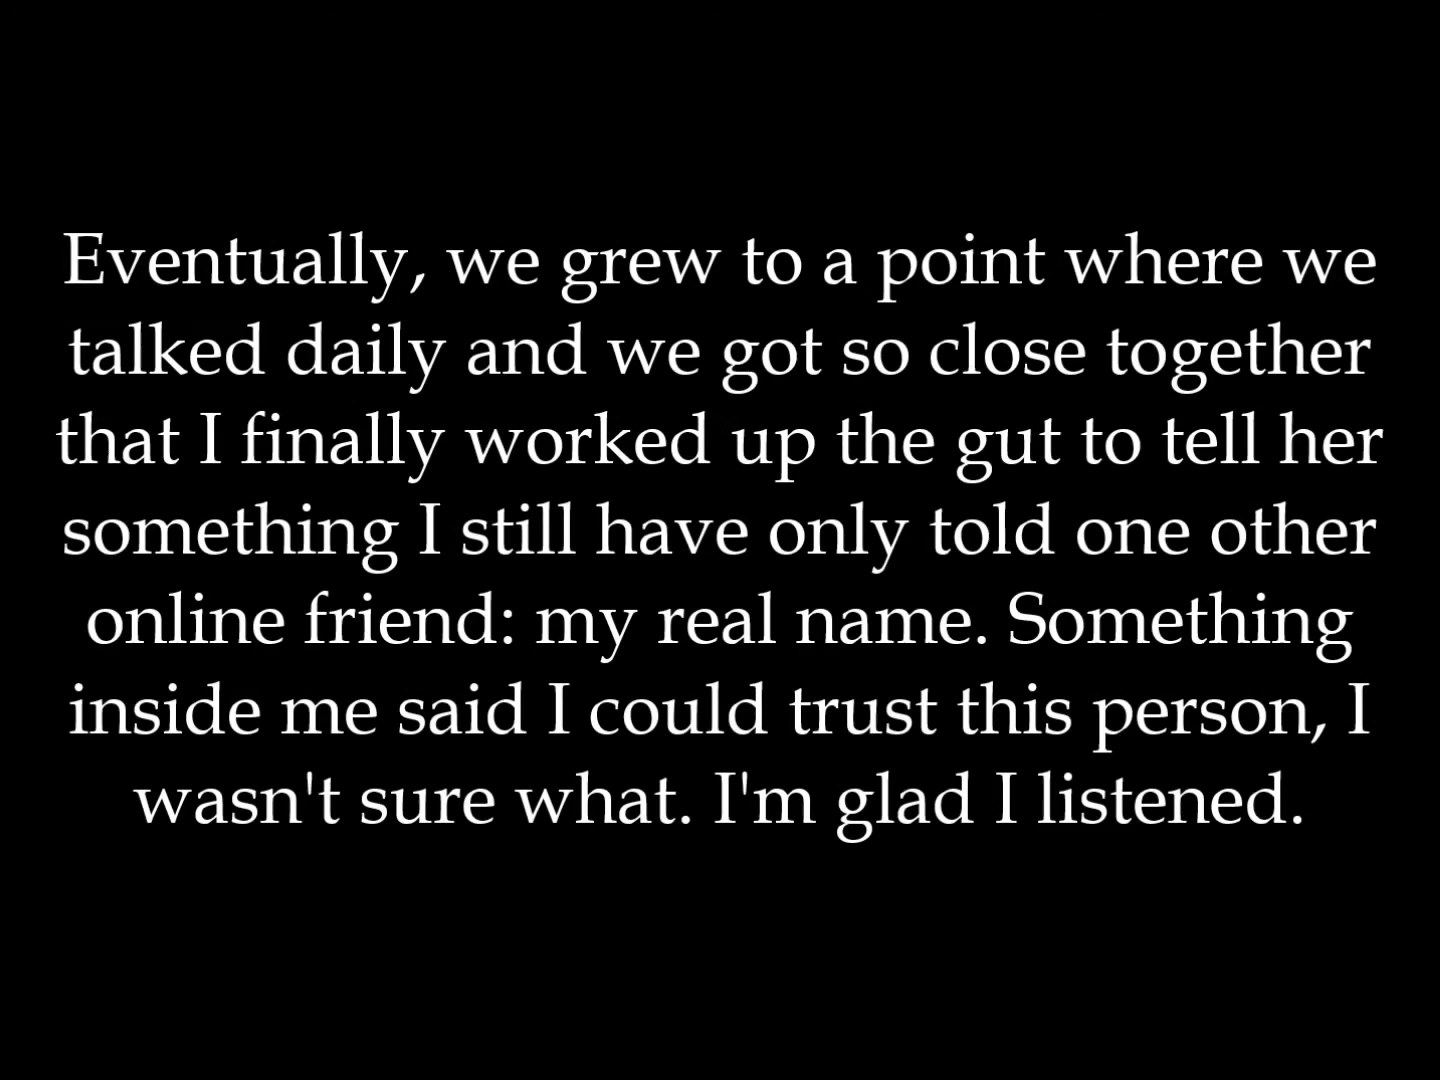 Eventually, we grew to a point where we
talked daily and we got so close together
that I finally worked up the gut to tell her
something I still have only told one other
online friend: my real name. Something
inside me said I could trust this person, I
wasn't sure what. I'm glad I listened.